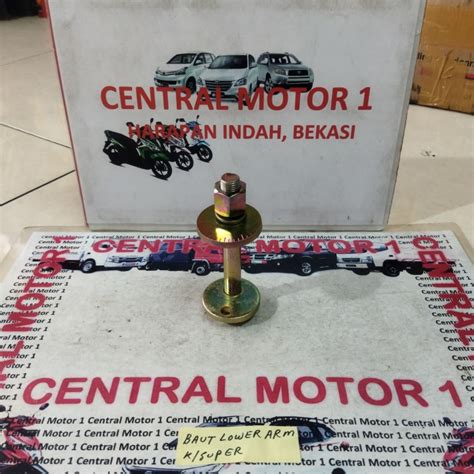 CENTRAL MOTOR 1
HARAPAN INDAH, BEKASI
CENTRAL MOTOR 1
CENTRAL MOTOR 1
BAUT LOWER ARM
K/SUPER